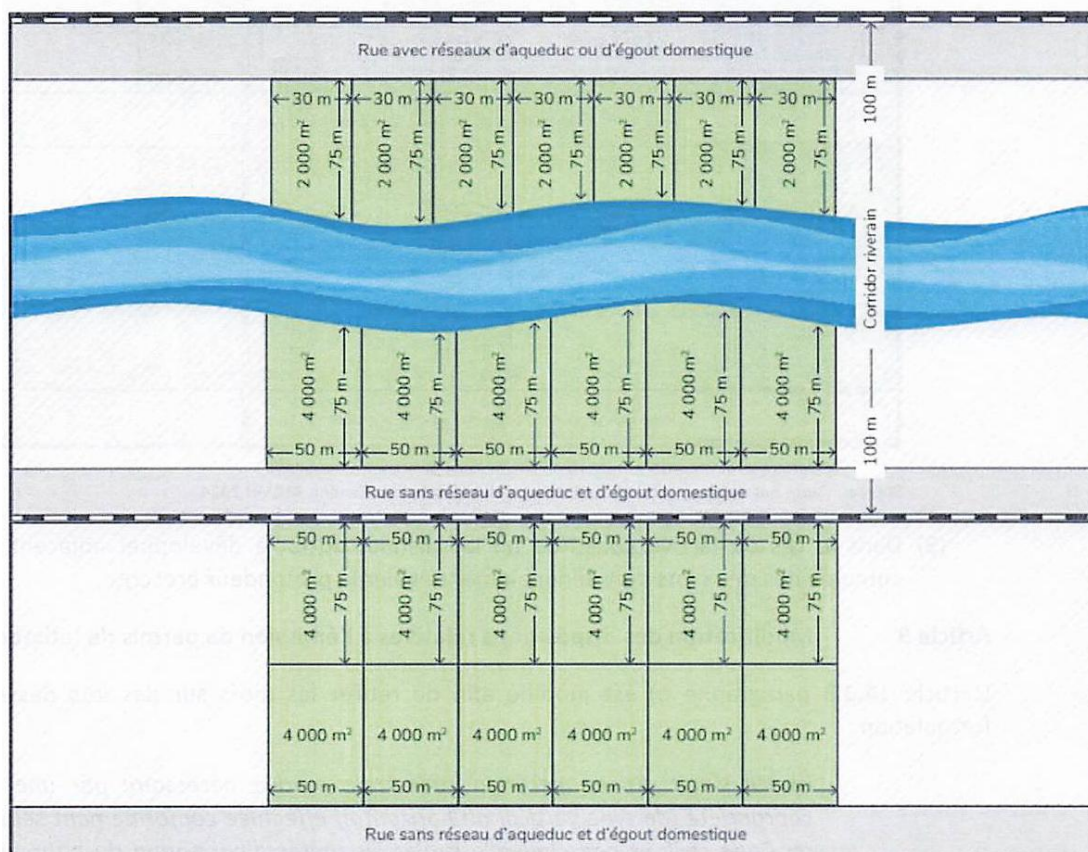 Rue avec réseaux d'aqueduc ou d'égout domestique
30 m 30 m 30 m 30 m 30 m 30 m 30 m
2 000 m² 75 m 2 000 m² 75 m 2 000 m² 75 m 2 000 m² 75 m 2 000 m² 75 m 2 000 m² 75 m 2 000 m² 75 m
100 m
Corridor riverain
100 m
4 000 m² 75 m 4 000 m² 75 m 4 000 m² 75 m 4 000 m² 75 m 4 000 m² 75 m 4 000 m² 75 m
50 m 50 m 50 m 50 m 50 m 50 m
Rue sans réseau d'aqueduc et d'égout domestique
50 m 50 m 50 m 50 m 50 m 50 m
4 000 m² 75 m 4 000 m² 75 m 4 000 m² 75 m 4 000 m² 75 m 4 000 m² 75 m 4 000 m² 75 m
4 000 m² 4 000 m² 4 000 m² 4 000 m² 4 000 m² 4 000 m²
50 m 50 m 50 m 50 m 50 m 50 m
Rue sans réseau d'aqueduc et d'égout domestique